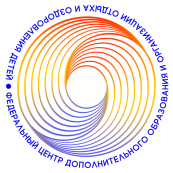 ФЕДЕРАЛЬНЫЙ ЦЕНТР ДОПОЛНИТЕЛЬНОГО ОБРАЗОВАНИЯ И ОРГАНИЗАЦИИ ОТДЫХА И ОЗДОРОВЛЕНИЯ ДЕТЕЙ